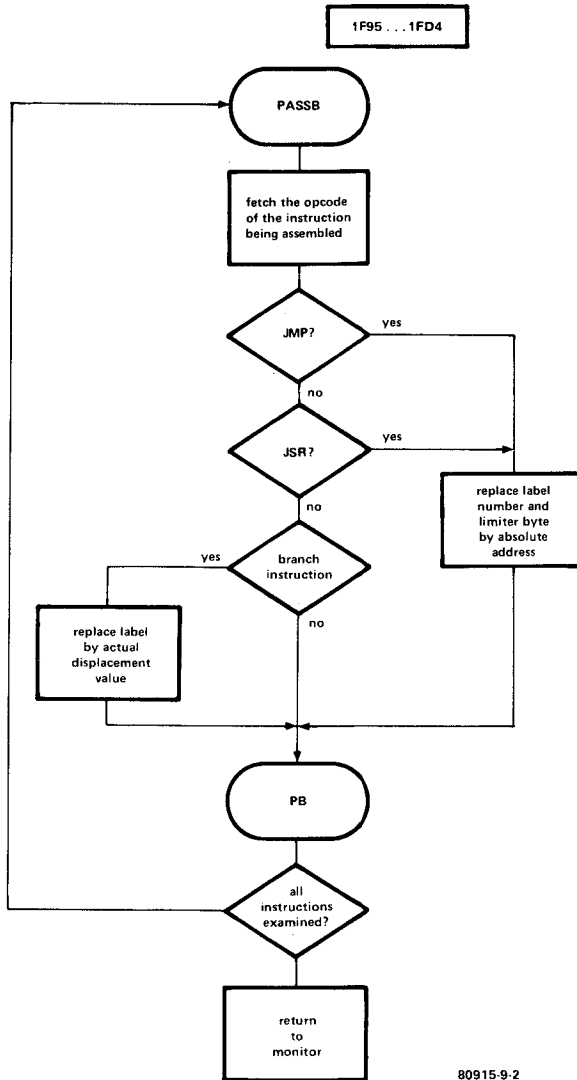 1F95 . . . 1FD4
PASSB
fetch the opcode
of the instruction
being assembled
JMP?
yes
no
JSR?
yes
no
replace label
number and
limiter byte
by absolute
address
branch
instruction
yes
no
replace label
by actual
displacement
value
PB
all
instructions
examined?
return
to
monitor
80915-9-2